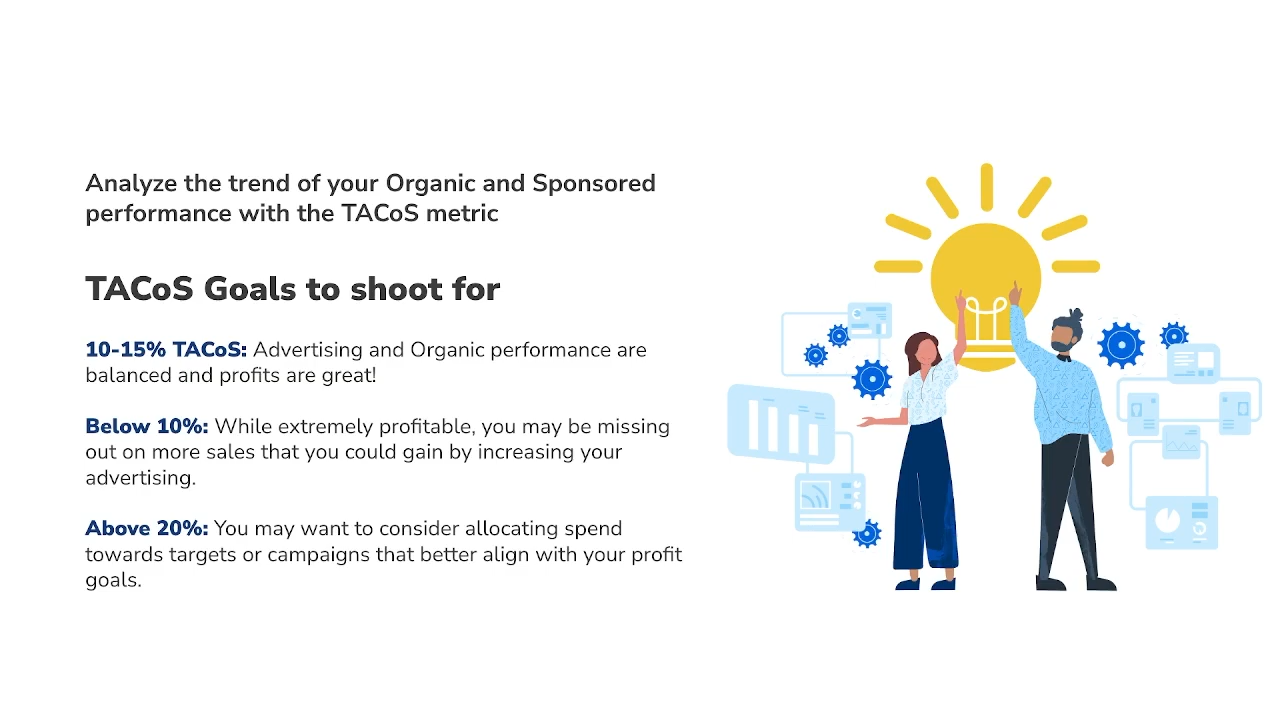 Analyze the trend of your Organic and Sponsored
performance with the TACoS metric
TACoS Goals to shoot for
10-15% TACoS: Advertising and Organic performance are
balanced and profits are great!
Below 10%: While extremely profitable, you may be missing
out on more sales that you could gain by increasing your
advertising.
Above 20%: You may want to consider allocating spend
towards targets or campaigns that better align with your profit
goals.